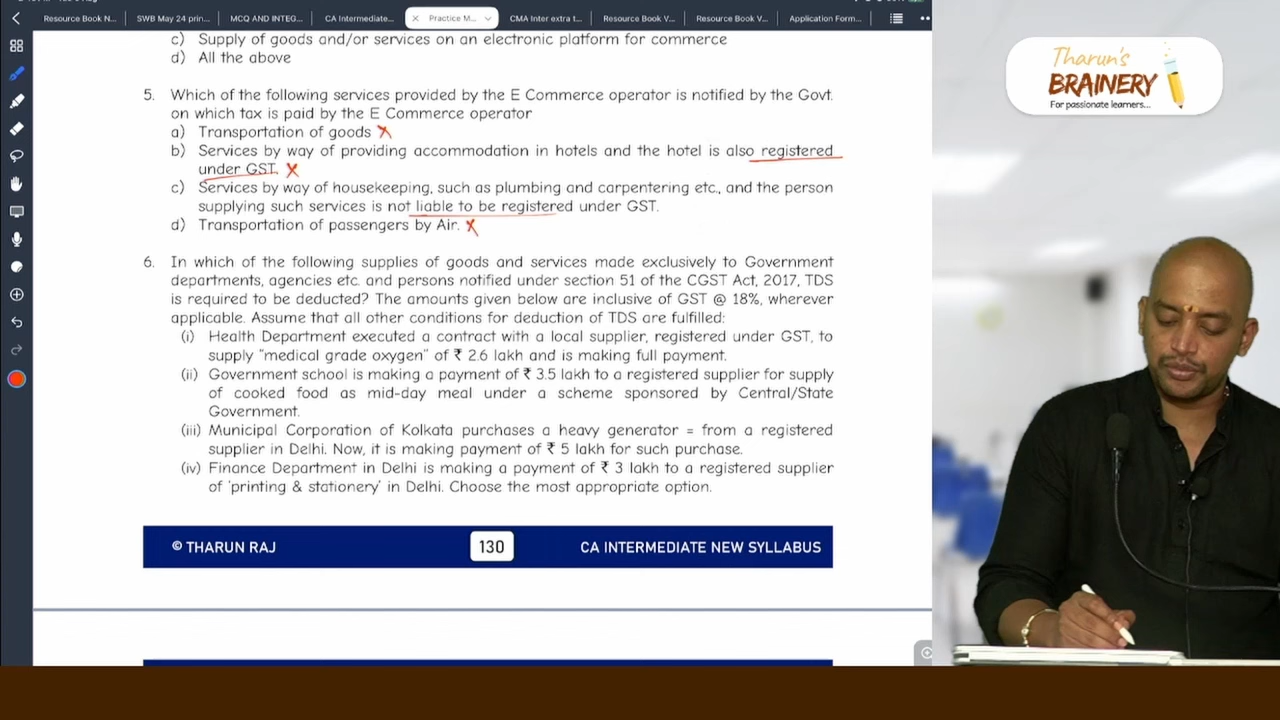 Resource Book N...
SWB May 24 prin...
MCQ AND INTEG...
CA Intermediate...
Practice M...
CMA Inter extra t...
Resource Book V...
Resource Book V...
Application Form...
c) Supply of goods and/or services on an electronic platform for commerce
d) All the above
5. Which of the following services provided by the E Commerce operator is notified by the Govt.
on which tax is paid by the E Commerce operator
a) Transportation of goods
b) Services by way of providing accommodation in hotels and the hotel is also registered
under GST.
c) Services by way of housekeeping, such as plumbing and carpentering etc., and the person
supplying such services is not liable to be registered under GST.
d) Transportation of passengers by Air.
6. In which of the following supplies of goods and services made exclusively to Government
departments, agencies etc. and persons notified under section 51 of the CGST Act, 2017, TDS
is required to be deducted? The amounts given below are inclusive of GST @ 18%, wherever
applicable. Assume that all other conditions for deduction of TDS are fulfilled:
(i) Health Department executed a contract with a local supplier, registered under GST, to
supply "medical grade oxygen" of ₹ 2.6 lakh and is making full payment.
(ii) Government school is making a payment of ₹ 3.5 lakh to a registered supplier for supply
of cooked food as mid-day meal under a scheme sponsored by Central/State
Government.
(iii) Municipal Corporation of Kolkata purchases a heavy generator = from a registered
supplier in Delhi. Now, it is making payment of ₹ 5 lakh for such purchase.
(iv) Finance Department in Delhi is making a payment of ₹ 3 lakh to a registered supplier
of 'printing & stationery' in Delhi. Choose the most appropriate option.
© THARUN RAJ
130
CA INTERMEDIATE NEW SYLLABUS
Tharun's
BRAINERY
For passionate learners...